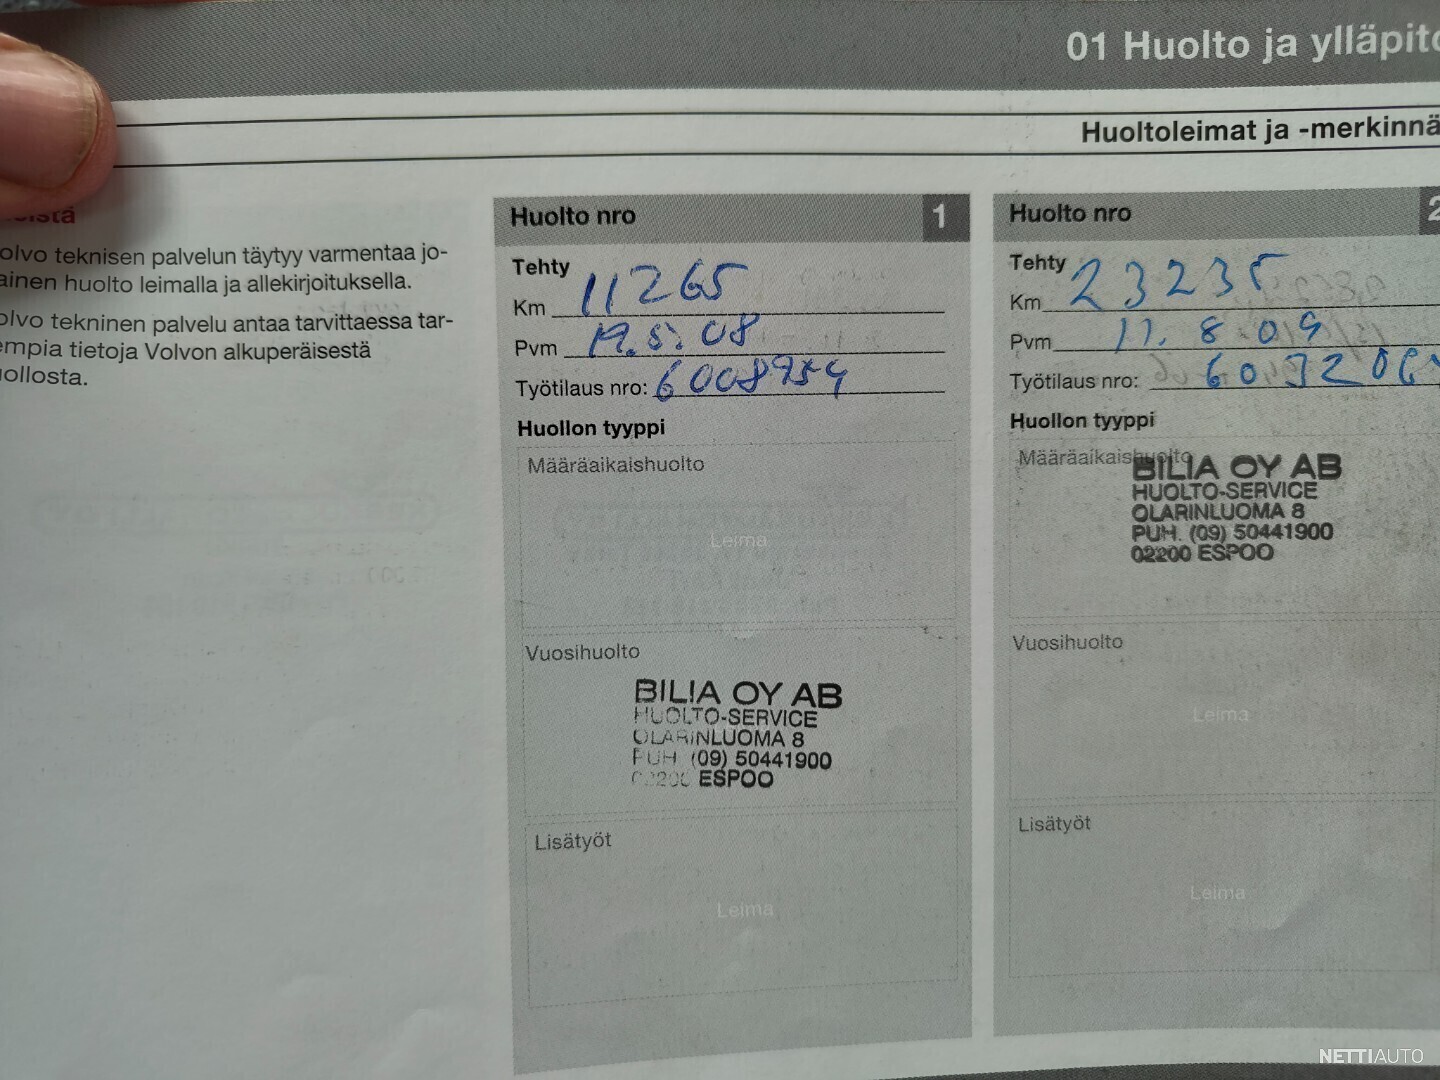 01 Huolto ja ylläpito
Huoltoleimat ja -merkinnä
olvo teknisen palvelun täytyy varmentaa jo-
ainen huolto leimalla ja allekirjoituksella.
olvo tekninen palvelu antaa tarvittaessa tar-
empia tietoja Volvon alkuperäisestä
uollosta.
Huolto nro 1
Tehty
Km 11265
Pvm 19.5.08
Työtilaus nro: 6008954
Huollon tyyppi
Määräaikaishuolto
Leima
Vuosihuolto
BILIA OY AB
HUOLTO-SERVICE
OLARINLUOMA 8
PUH. (09) 50441900
02200 ESPOO
Lisätyöt
Leima
Huolto nro 2
Tehty
Km 23235
Pvm 11.8.09
Työtilaus nro:
Huollon tyyppi
Määräaikaishuolto
BILIA OY AB
HUOLTO-SERVICE
OLARINLUOMA 8
PUH. (09) 50441900
02200 ESPOO
Vuosihuolto
Leima
Lisätyöt
Leima
NETTIAUTO